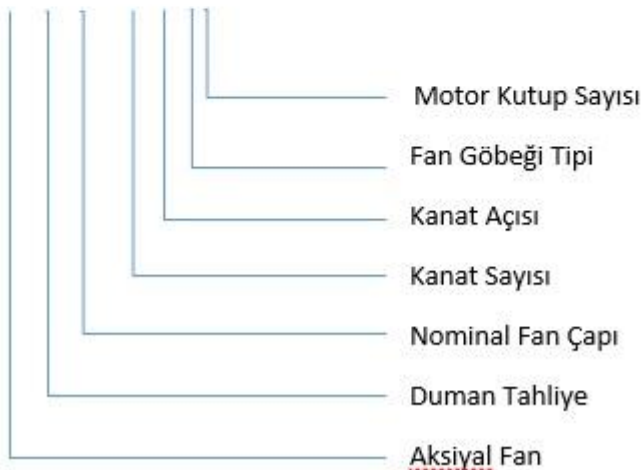 Motor Kutup Sayısı
Fan Göbeği Tipi
Kanat Açısı
Kanat Sayısı
Nominal Fan Çapı
Duman Tahliye
Aksiyal Fan